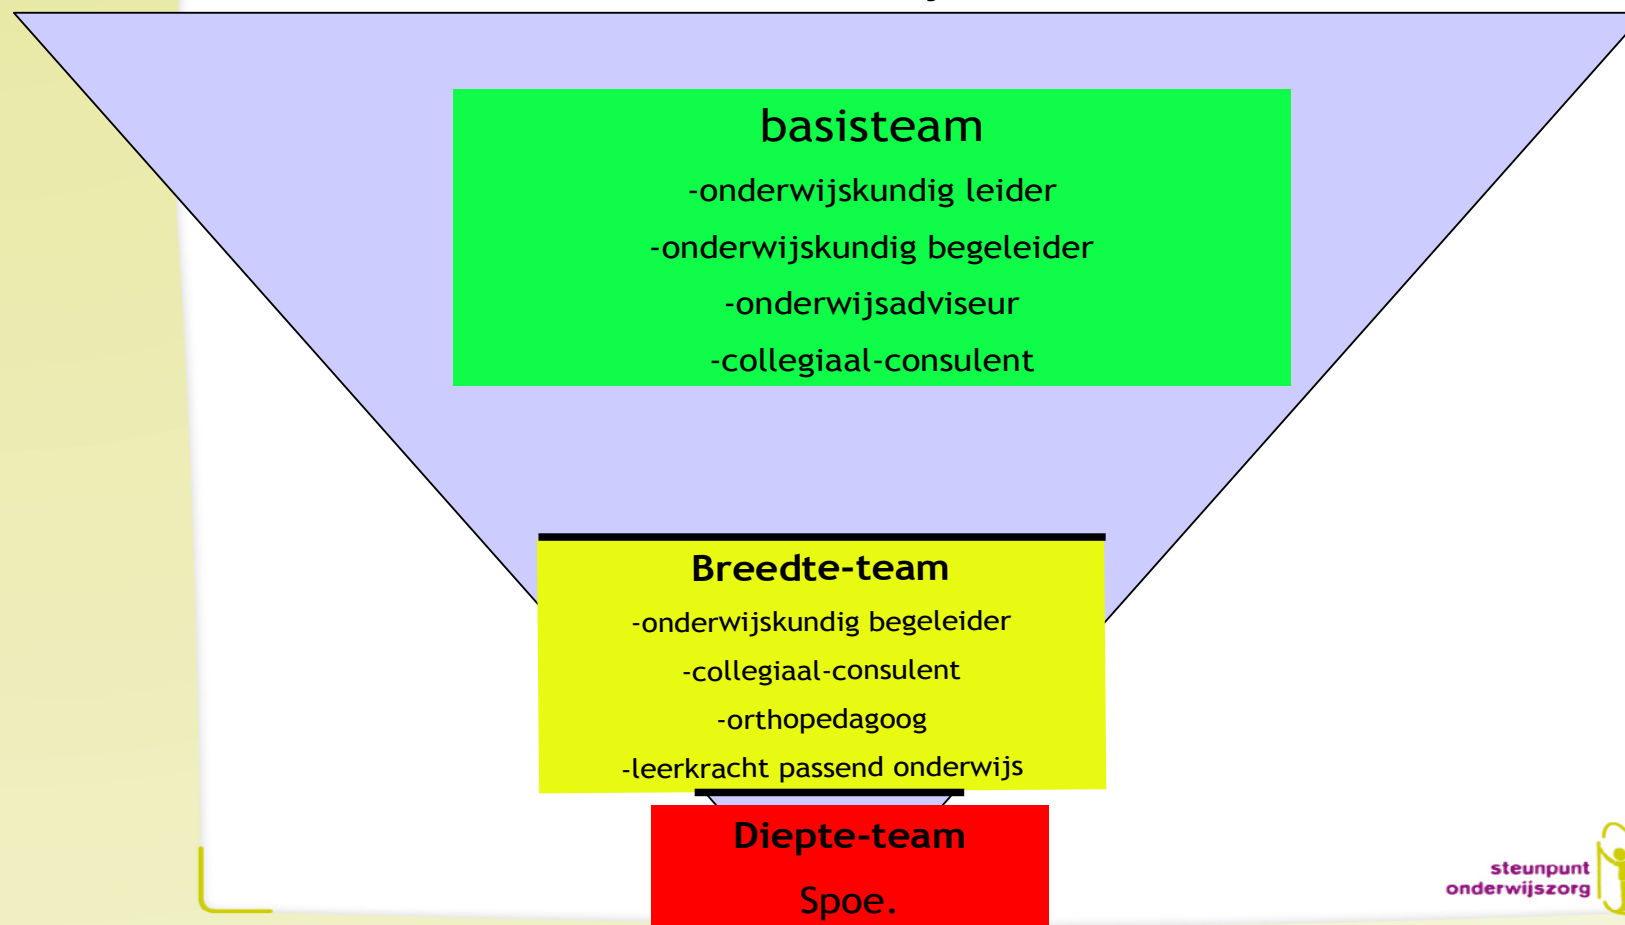 basisteam
-onderwijskundig leider
-onderwijskundig begeleider
-onderwijsadviseur
-collegiaal-consulent
Breedte-team
-onderwijskundig begeleider
-collegiaal-consulent
-orthopedagoog
-leerkracht passend onderwijs
Diepte-team
Spoe.
steunpunt
onderwijszorg